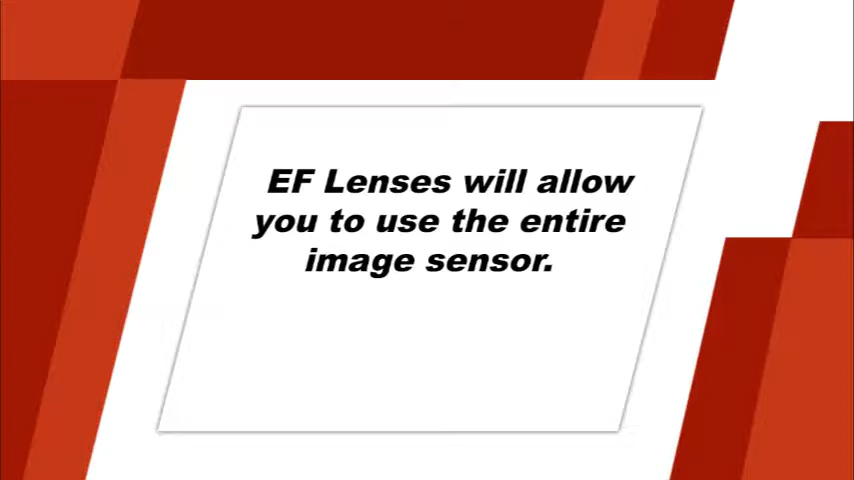 EF Lenses will allow
you to use the entire
image sensor.